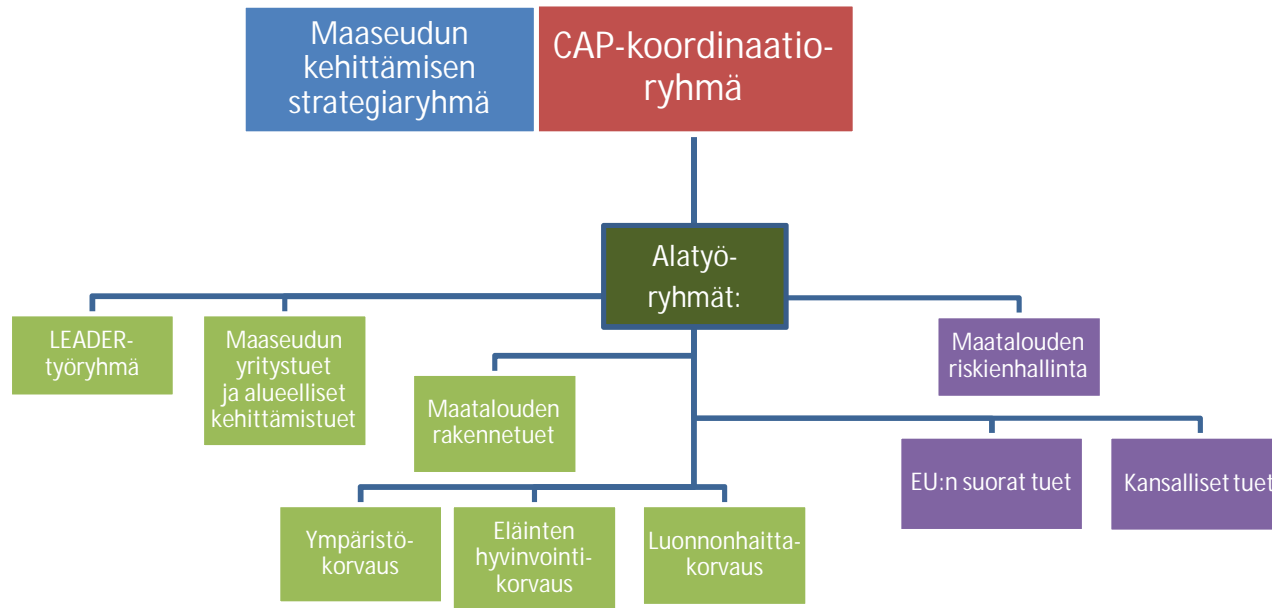 Maaseudun
kehittämisen
strategiaryhmä
CAP-koordinaatio-
ryhmä
Alatyö-
ryhmät:
LEADER-
työryhmä
Maaseudun
yritystuet
ja alueelliset
kehittämistuet
Maatalouden
rakennetuet
Maatalouden
riskienhallinta
EU:n suorat tuet
Kansalliset tuet
Ympäristö-
korvaus
Eläinten
hyvinvointi-
korvaus
Luonnonhaitta-
korvaus